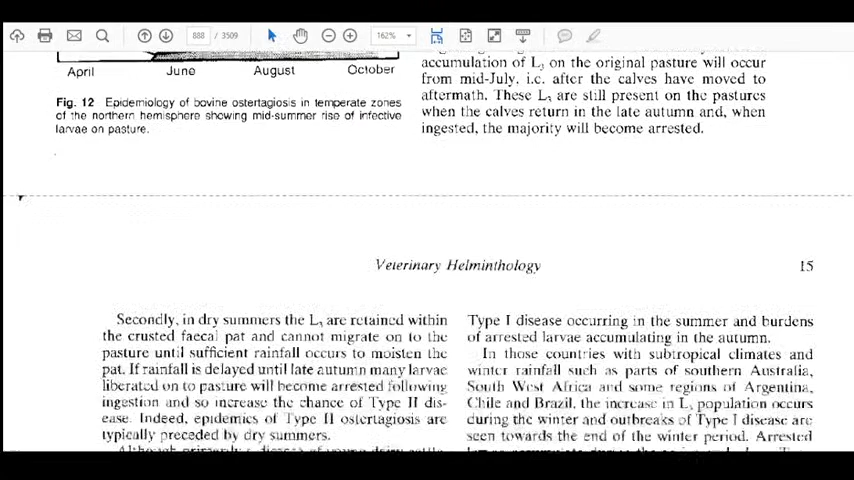 888 / 3509
162%
April June August October
Fig. 12 Epidemiology of bovine ostertagiosis in temperate zones
of the northern hemisphere showing mid-summer rise of infective
larvae on pasture.
accumulation of L3 on the original pasture will occur
from mid-July, i.e. after the calves have moved to
aftermath. These L3 are still present on the pastures
when the calves return in the late autumn and, when
ingested, the majority will become arrested.
Veterinary Helminthology 15
Secondly, in dry summers the L3 are retained within
the crusted faecal pat and cannot migrate on to the
pasture until sufficient rainfall occurs to moisten the
pat. If rainfall is delayed until late autumn many larvae
liberated on to pasture will become arrested following
ingestion and so increase the chance of Type II dis-
ease. Indeed, epidemics of Type II ostertagiosis are
typically preceded by dry summers.
Type I disease occurring in the summer and burdens
of arrested larvae accumulating in the autumn.
In those countries with subtropical climates and
winter rainfall such as parts of southern Australia,
South West Africa and some regions of Argentina,
Chile and Brazil, the increase in L3 population occurs
during the winter and outbreaks of Type I disease are
seen towards the end of the winter period. Arrested